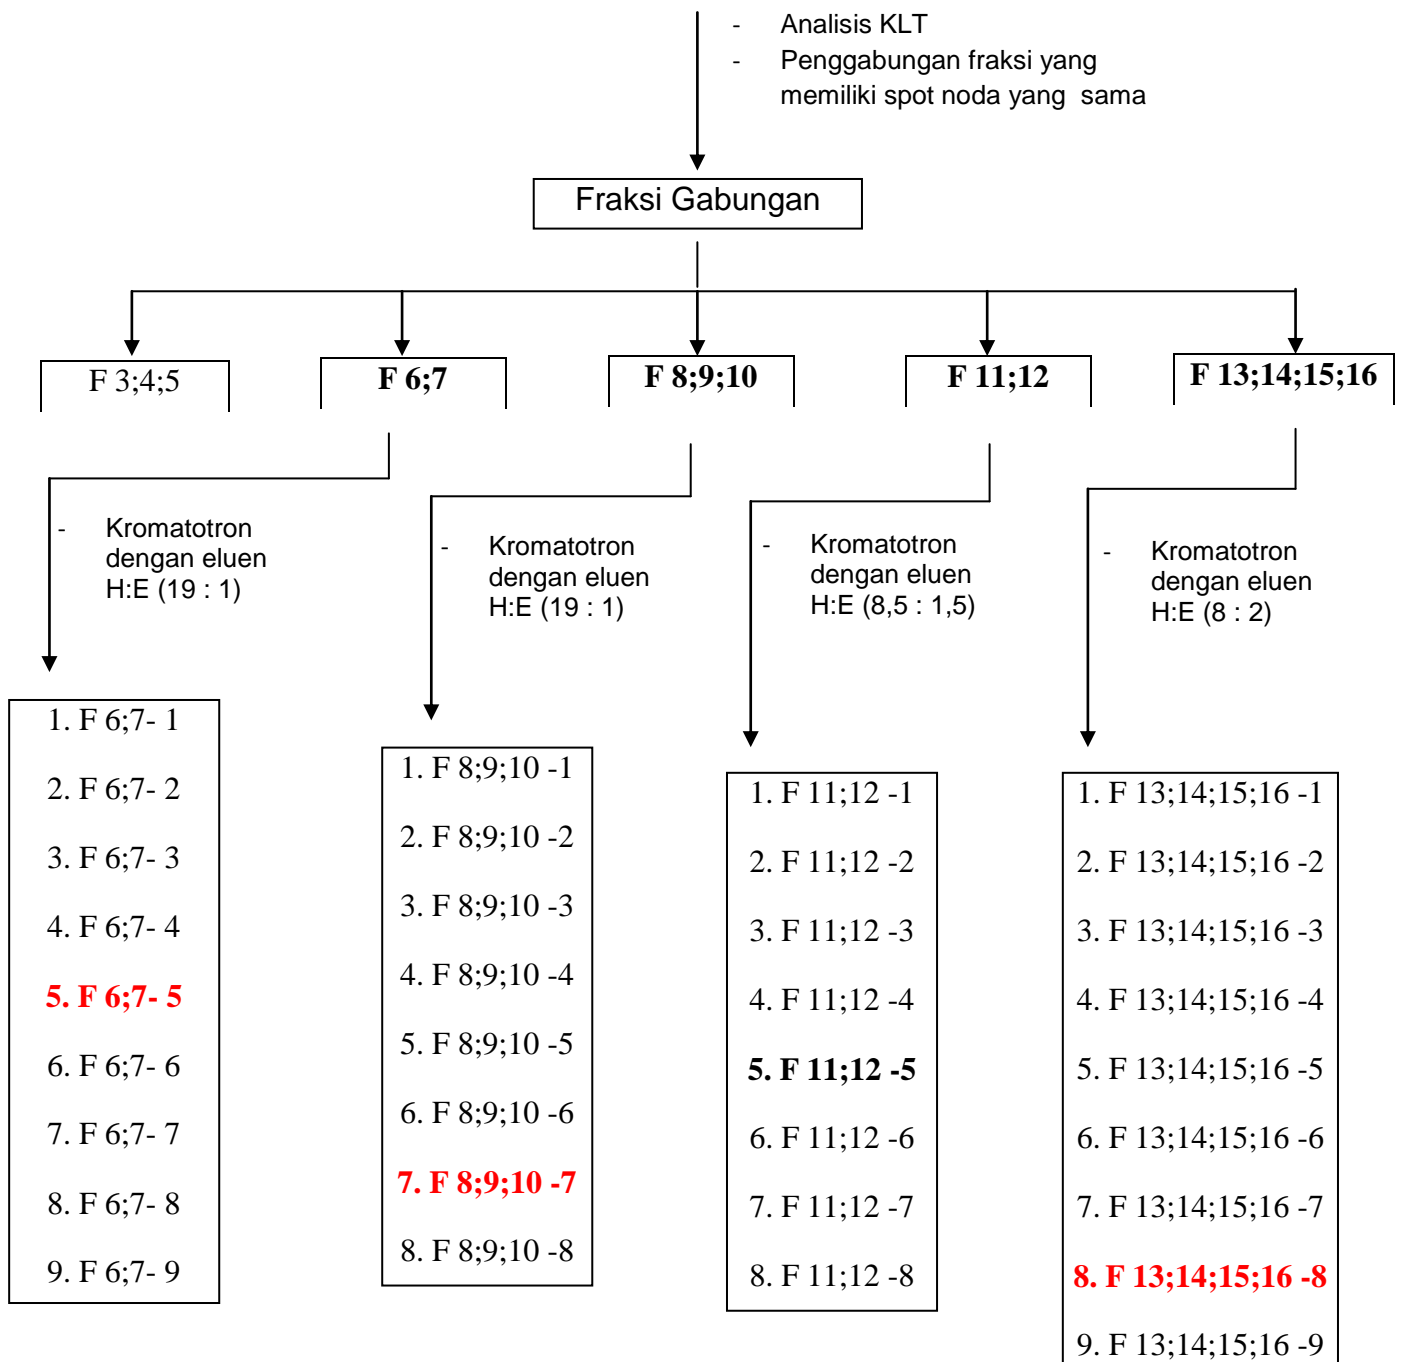 - Analisis KLT
- Penggabungan fraksi yang
memiliki spot noda yang sama
Fraksi Gabungan
F 3;4;5
F 6;7
F 8;9;10
F 11;12
F 13;14;15;16
- Kromatotron
dengan eluen
H:E (19 : 1)
- Kromatotron
dengan eluen
H:E (19 : 1)
- Kromatotron
dengan eluen
H:E (8,5 : 1,5)
- Kromatotron
dengan eluen
H:E (8 : 2)
1. F 6;7- 1
2. F 6;7- 2
3. F 6;7- 3
4. F 6;7- 4
5. F 6;7- 5
6. F 6;7- 6
7. F 6;7- 7
8. F 6;7- 8
9. F 6;7- 9
1. F 8;9;10 -1
2. F 8;9;10 -2
3. F 8;9;10 -3
4. F 8;9;10 -4
5. F 8;9;10 -5
6. F 8;9;10 -6
7. F 8;9;10 -7
8. F 8;9;10 -8
1. F 11;12 -1
2. F 11;12 -2
3. F 11;12 -3
4. F 11;12 -4
5. F 11;12 -5
6. F 11;12 -6
7. F 11;12 -7
8. F 11;12 -8
1. F 13;14;15;16 -1
2. F 13;14;15;16 -2
3. F 13;14;15;16 -3
4. F 13;14;15;16 -4
5. F 13;14;15;16 -5
6. F 13;14;15;16 -6
7. F 13;14;15;16 -7
8. F 13;14;15;16 -8
9. F 13;14;15;16 -9